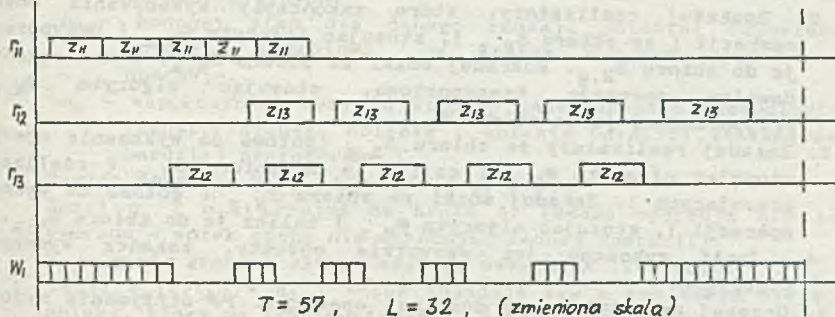 r11 z11 z11 z11 z11 z11
r12 z13 z13 z13 z13 z13
r13 z12 z12 z12 z12 z12
W1
T = 57 , L = 32 , (zmieniona skala)